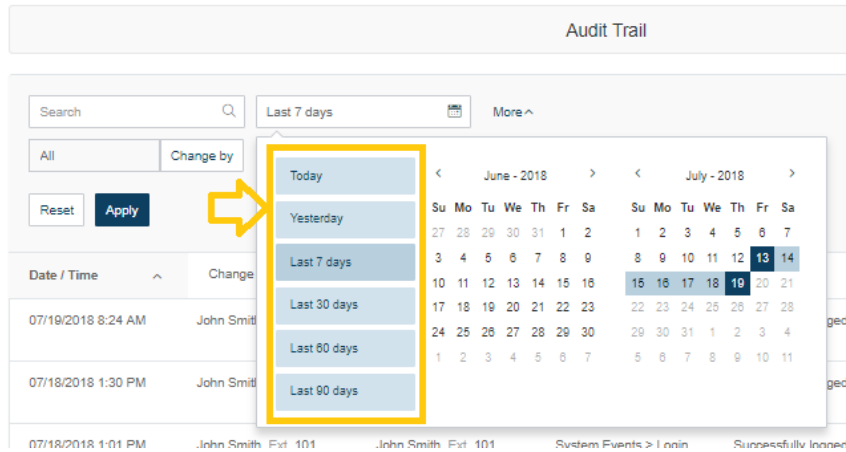 Audit Trail
Search
Last 7 days
More
All
Change by
Reset
Apply
Today
Yesterday
Last 7 days
Last 30 days
Last 60 days
Last 90 days
June - 2018
Su Mo Tu We Th Fr Sa
27 28 29 30 31 1 2
3 4 5 6 7 8 9
10 11 12 13 14 15 16
17 18 19 20 21 22 23
24 25 26 27 28 29 30
1 2 3 4 5 6 7
July - 2018
Su Mo Tu We Th Fr Sa
1 2 3 4 5 6 7
8 9 10 11 12 13 14
15 16 17 18 19 20 21
22 23 24 25 26 27 28
29 30 31 1 2 3 4
5 6 7 8 9 10 11
Date / Time
Change
07/19/2018 8:24 AM John Smit ged
07/18/2018 1:30 PM John Smit ged
07/18/2018 1:01 PM John Smith Ext. 101 John Smith Ext. 101 System Events > Login Successfully logged